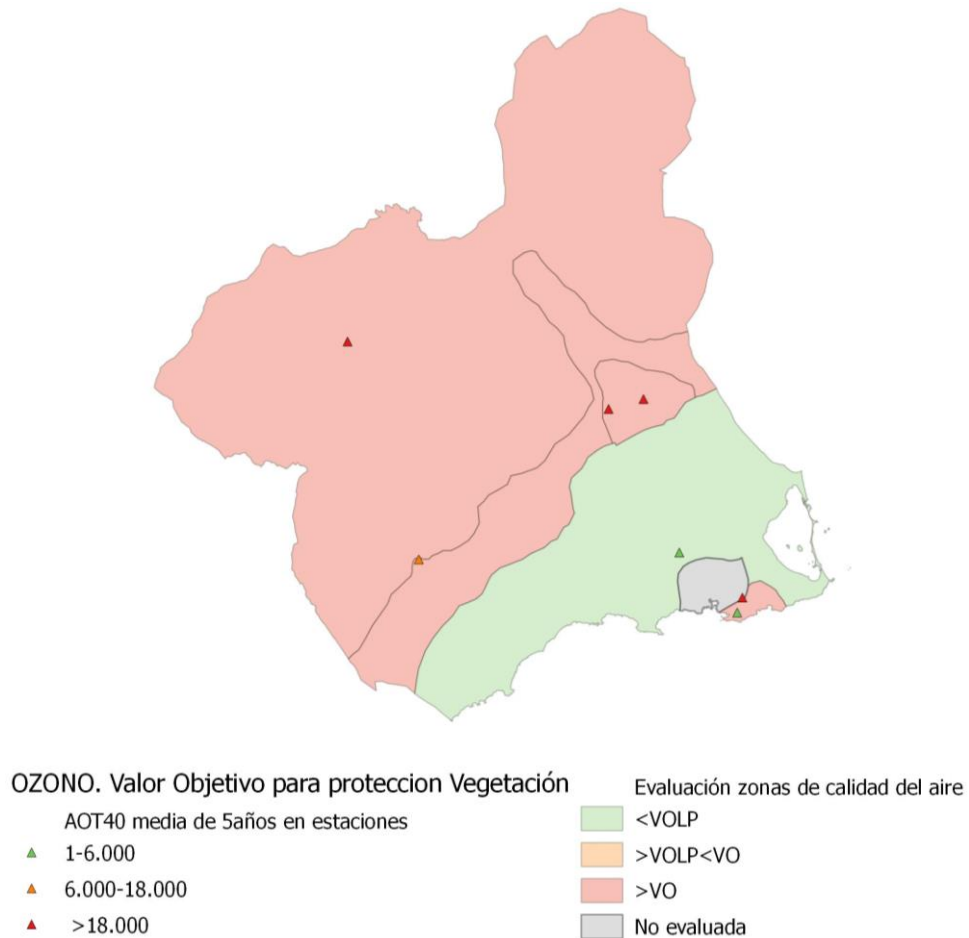 OZONO. Valor Objetivo para proteccion Vegetación
AOT40 media de 5años en estaciones
1-6.000
6.000-18.000
>18.000
Evaluación zonas de calidad del aire
<VOLP
>VOLP<VO
>VO
No evaluada